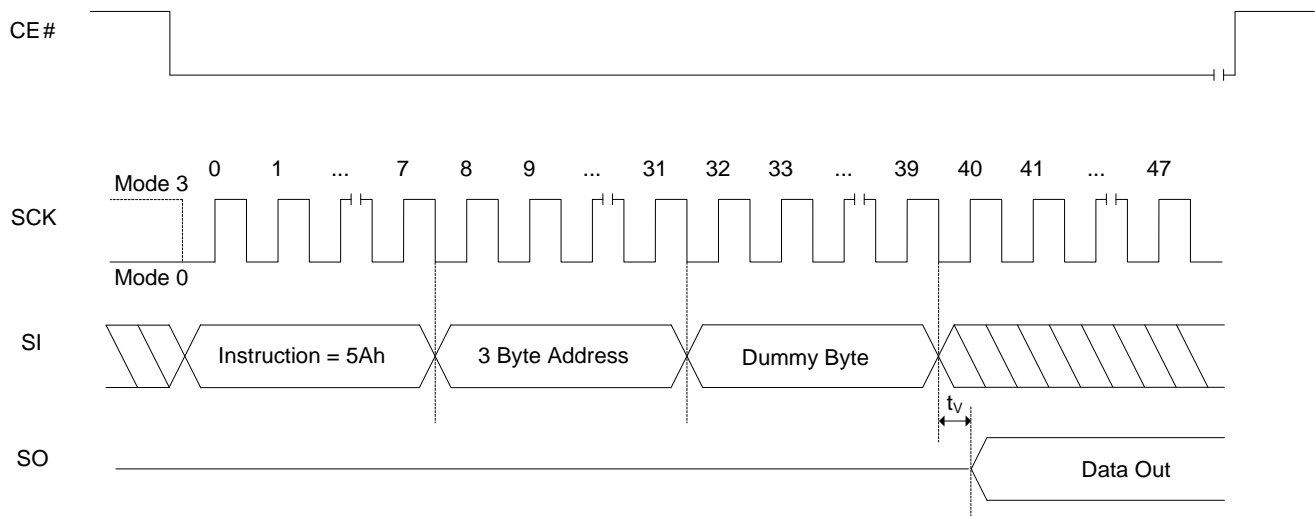 CE#
0 1 ... 7 8 9 ... 31 32 33 ... 39 40 41 ... 47
Mode 3
SCK
Mode 0
SI
Instruction = 5Ah
3 Byte Address
Dummy Byte
tV
SO
Data Out